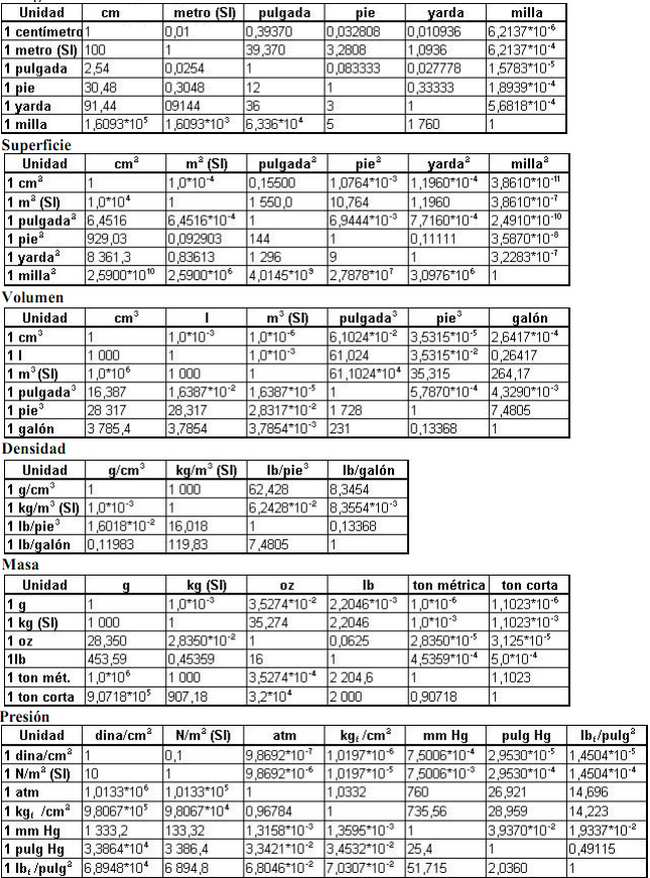 Unidad cm metro (SI) pulgada pie yarda milla
1 centímetro 1 0,01 0,39370 0,032808 0,010936 6,2137*10⁻⁶
1 metro (SI) 100 1 39,370 3,2808 1,0936 6,2137*10⁻⁴
1 pulgada 2,54 0,0254 1 0,083333 0,027778 1,5783*10⁻⁵
1 pie 30,48 0,3048 12 1 0,33333 1,8939*10⁻⁴
1 yarda 91,44 09144 36 3 1 5,6818*10⁻⁴
1 milla 1,6093*10⁵ 1,6093*10³ 6,336*10⁴ 5 1 760 1
Superficie
Unidad cm² m² (SI) pulgada² pie² yarda² milla²
1 cm² 1 1,0*10⁻⁴ 0,15500 1,0764*10⁻³ 1,1960*10⁻⁴ 3,8610*10⁻¹¹
1 m² (SI) 1,0*10⁴ 1 1 550,0 10,764 1,1960 3,8610*10⁻⁷
1 pulgada² 6,4516 6,4516*10⁻⁴ 1 6,9444*10⁻³ 7,7160*10⁻⁴ 2,4910*10⁻¹⁰
1 pie² 929,03 0,092903 144 1 0,11111 3,5870*10⁻⁸
1 yarda² 8 361,3 0,83613 1 296 9 1 3,2283*10⁻⁷
1 milla² 2,5900*10¹⁰ 2,5900*10⁶ 4,0145*10⁹ 2,7878*10⁷ 3,0976*10⁶ 1
Volumen
Unidad cm³ l m³ (SI) pulgada³ pie³ galón
1 cm³ 1 1,0*10⁻³ 1,0*10⁻⁶ 6,1024*10⁻² 3,5315*10⁻⁵ 2,6417*10⁻⁴
1 l 1 000 1 1,0*10⁻³ 61,024 3,5315*10⁻² 0,26417
1 m³(SI) 1,0*10⁶ 1 000 1 61,1024*10⁴ 35,315 264,17
1 pulgada³ 16,387 1,6387*10⁻² 1,6387*10⁻⁵ 1 5,7870*10⁻⁴ 4,3290*10⁻³
1 pie³ 28 317 28,317 2,8317*10⁻² 1 728 1 7,4805
1 galón 3 785,4 3,7854 3,7854*10⁻³ 231 0,13368 1
Densidad
Unidad g/cm³ kg/m³ (SI) lb/pie³ lb/galón
1 g/cm³ 1 1 000 62,428 8,3454
1 kg/m³ (SI) 1,0*10⁻³ 1 6,2428*10⁻² 8,3554*10⁻³
1 lb/pie³ 1,6018*10⁻² 16,018 1 0,13368
1 lb/galón 0,11983 119,83 7,4805 1
Masa
Unidad g kg (SI) oz lb ton métrica ton corta
1 g 1 1,0*10⁻³ 3,5274*10⁻² 2,2046*10⁻³ 1,0*10⁻⁶ 1,1023*10⁻⁶
1 kg (SI) 1 000 1 35,274 2,2046 1,0*10⁻³ 1,1023*10⁻³
1 oz 28,350 2,8350*10⁻² 1 0,0625 2,8350*10⁻⁵ 3,125*10⁻⁵
1lb 453,59 0,45359 16 1 4,5359*10⁻⁴ 5,0*10⁻⁴
1 ton mét. 1,0*10⁶ 1 000 3,5274*10⁻⁴ 2 204,6 1 1,1023
1 ton corta 9,0718*10⁵ 907,18 3,2*10⁴ 2 000 0,90718 1
Presión
Unidad dina/cm² N/m² (SI) atm kgf /cm² mm Hg pulg Hg lbf/pulg²
1 dina/cm² 1 0,1 9,8692*10⁻⁷ 1,0197*10⁻⁶ 7,5006*10⁻⁴ 2,9530*10⁻⁵ 1,4504*10⁻⁵
1 N/m² (SI) 10 1 9,8692*10⁻⁶ 1,0197*10⁻⁵ 7,5006*10⁻³ 2,9530*10⁻⁴ 1,4504*10⁻⁴
1 atm 1,0133*10⁶ 1,0133*10⁵ 1 1,0332 760 26,921 14,696
1 kgf /cm² 9,8067*10⁵ 9,8067*10⁴ 0,96784 1 735,56 28,959 14,223
1 mm Hg 1 333,2 133,32 1,3158*10⁻³ 1,3595*10⁻³ 1 3,9370*10⁻² 1,9337*10⁻²
1 pulg Hg 3,3864*10⁴ 3 386,4 3,3421*10⁻² 3,4532*10⁻² 25,4 1 0,49115
1 lbf /pulg² 6,8948*10⁴ 6 894,8 6,8046*10⁻² 7,0307*10⁻² 51,715 2,0360 1